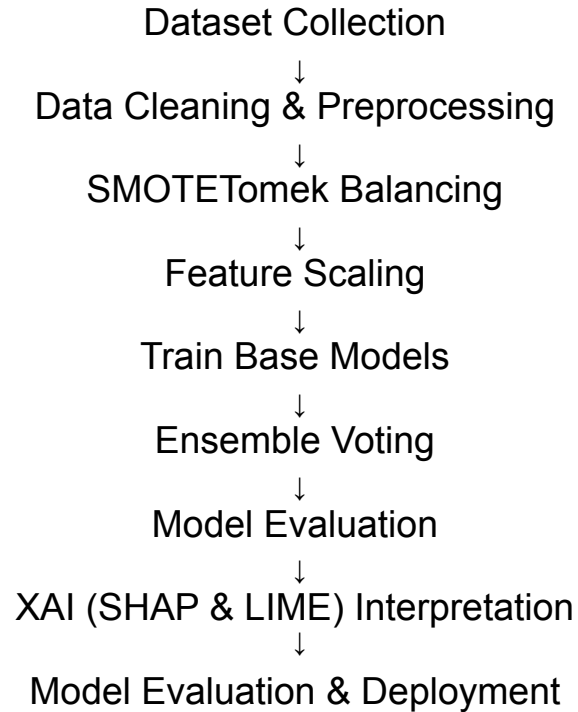 Dataset Collection
↓
Data Cleaning & Preprocessing
↓
SMOTETomek Balancing
↓
Feature Scaling
↓
Train Base Models
↓
Ensemble Voting
↓
Model Evaluation
↓
XAI (SHAP & LIME) Interpretation
↓
Model Evaluation & Deployment